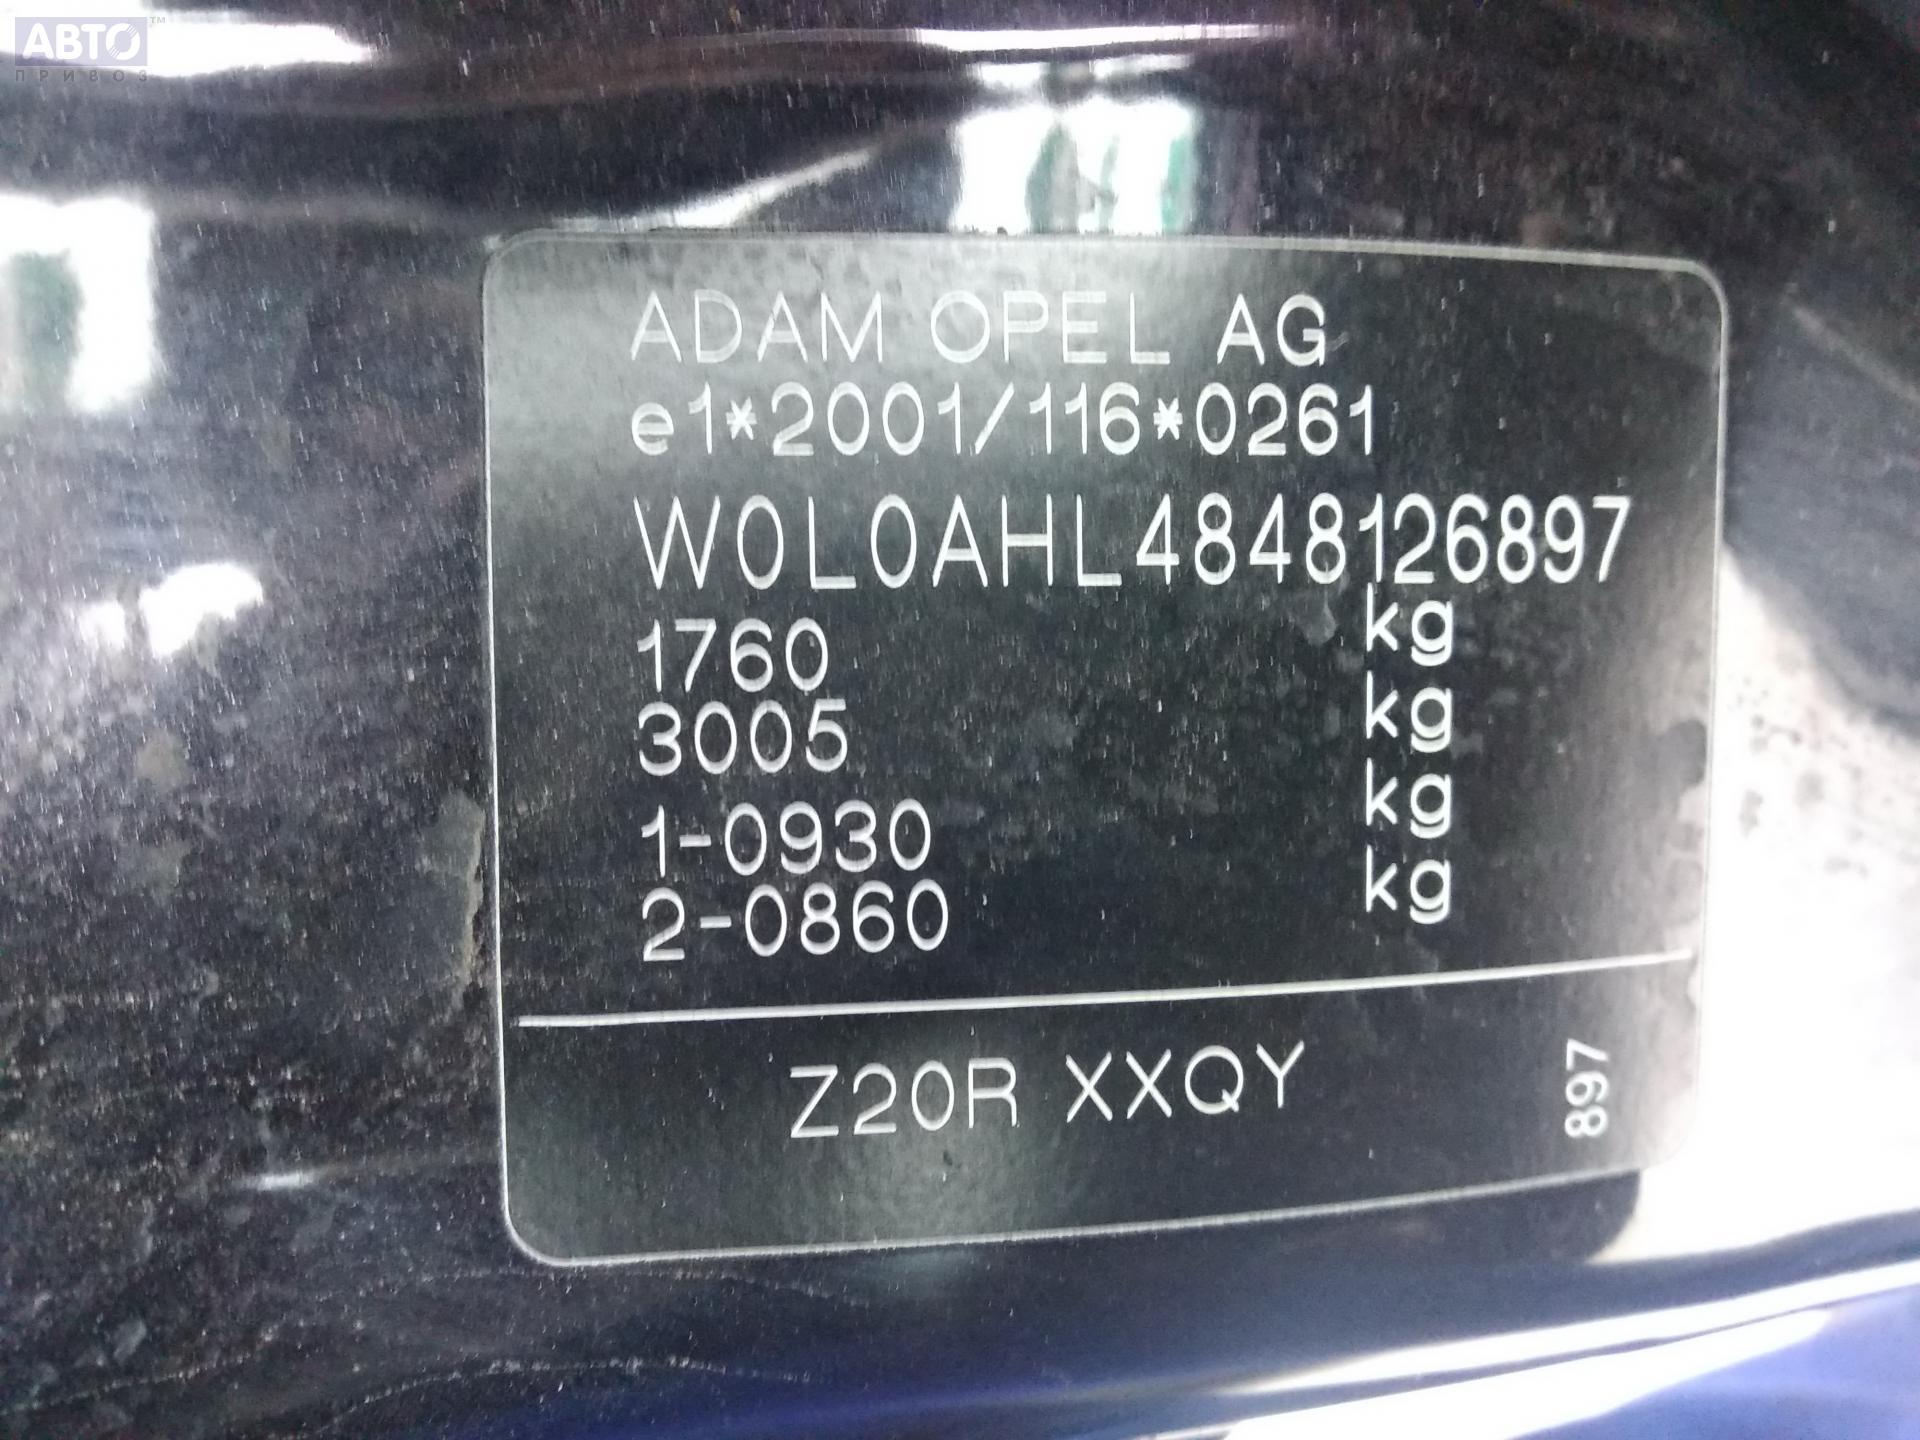 АВТО™
ПРИВОЗ
ADAM OPEL AG
e1*2001/116*0261
W0L0AHL4848126897
1760 kg
3005 kg
1-0930 kg
2-0860 kg
Z20R XXQY
897